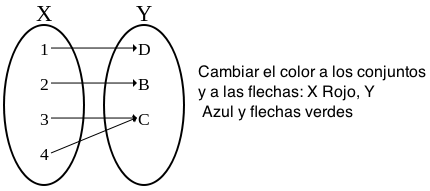 X Y
1 D
2 B
3 C
4
Cambiar el color a los conjuntos
y a las flechas: X Rojo, Y
Azul y flechas verdes